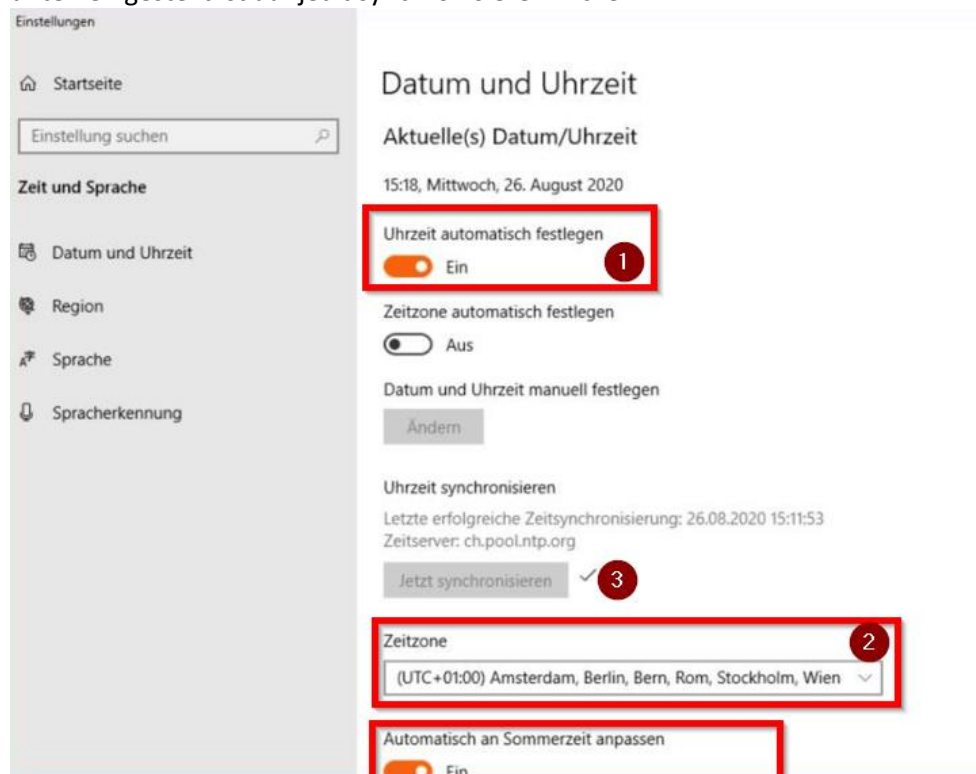 Einstellungen
Startseite
Einstellung suchen
Zeit und Sprache
Datum und Uhrzeit
Region
Sprache
Spracherkennung
Datum und Uhrzeit
Aktuelle(s) Datum/Uhrzeit
15:18, Mittwoch, 26. August 2020
Uhrzeit automatisch festlegen
Ein
1
Zeitzone automatisch festlegen
Aus
Datum und Uhrzeit manuell festlegen
Ändern
Uhrzeit synchronisieren
Letzte erfolgreiche Zeitsynchronisierung: 26.08.2020 15:11:53
Zeitserver: ch.pool.ntp.org
Jetzt synchronisieren
3
Zeitzone
2
(UTC+01:00) Amsterdam, Berlin, Bern, Rom, Stockholm, Wien
Automatisch an Sommerzeit anpassen
Ein